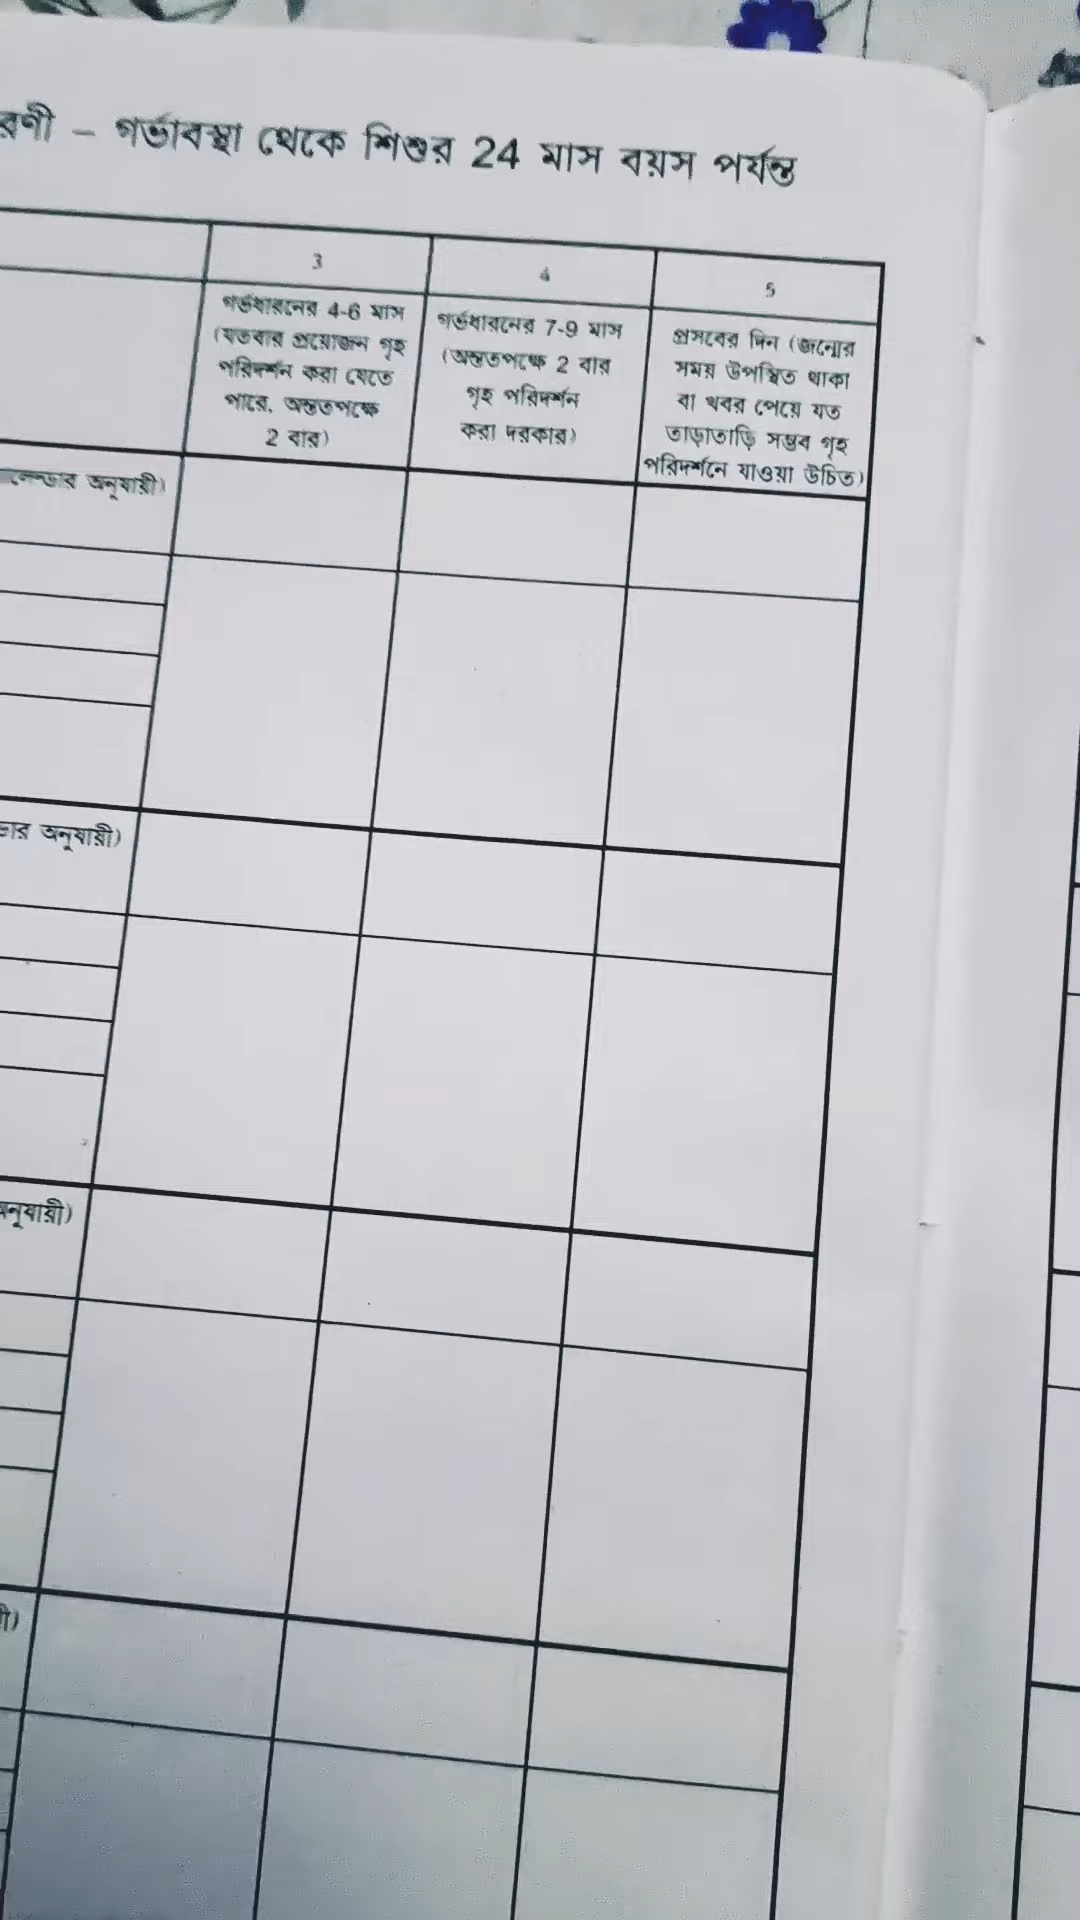 রণী – গর্ভাবস্থা থেকে শিশুর 24 মাস বয়স পর্যন্ত
3
4
5
গর্ভধারনের 4-6 মাস
(যতবার প্রয়োজন গৃহ
পরিদর্শন করা যেতে
পারে, অন্ততপক্ষে
2 বার)
গর্ভধারনের 7-9 মাস
(অন্ততপক্ষে 2 বার
গৃহ পরিদর্শন
করা দরকার)
প্রসবের দিন (জন্মের
সময় উপস্থিত থাকা
বা খবর পেয়ে যত
তাড়াতাড়ি সম্ভব গৃহ
পরিদর্শনে যাওয়া উচিত)
লেন্ডার অনুযায়ী)
ডার অনুযায়ী)
অনুযায়ী)
য়ী)